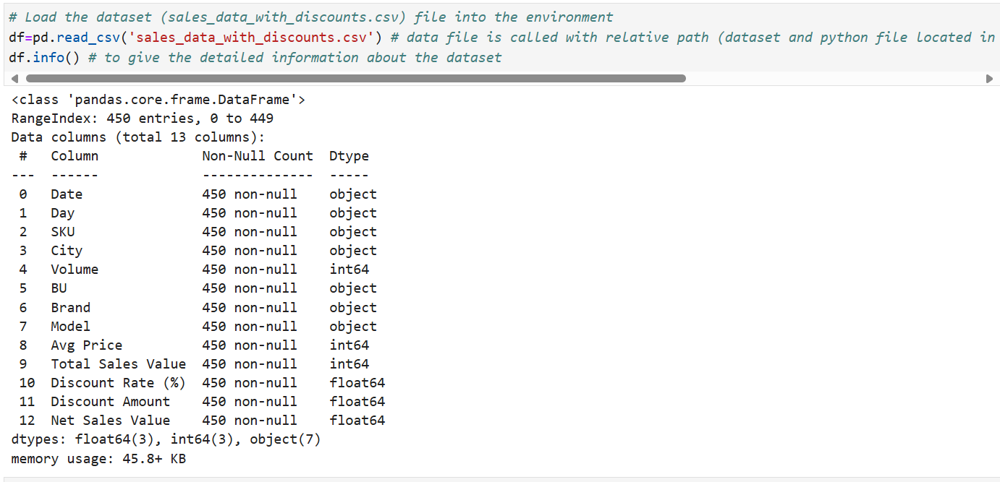 # Load the dataset (sales_data_with_discounts.csv) file into the environment
df=pd.read_csv('sales_data_with_discounts.csv') # data file is called with relative path (dataset and python file located in
df.info() # to give the detailed information about the dataset
<class 'pandas.core.frame.DataFrame'>
RangeIndex: 450 entries, 0 to 449
Data columns (total 13 columns):
 #   Column             Non-Null Count  Dtype
---  ------             --------------  -----
 0   Date               450 non-null    object
 1   Day                450 non-null    object
 2   SKU                450 non-null    object
 3   City               450 non-null    object
 4   Volume             450 non-null    int64
 5   BU                 450 non-null    object
 6   Brand              450 non-null    object
 7   Model              450 non-null    object
 8   Avg Price          450 non-null    int64
 9   Total Sales Value  450 non-null    int64
 10  Discount Rate (%)  450 non-null    float64
 11  Discount Amount    450 non-null    float64
 12  Net Sales Value    450 non-null    float64
dtypes: float64(3), int64(3), object(7)
memory usage: 45.8+ KB